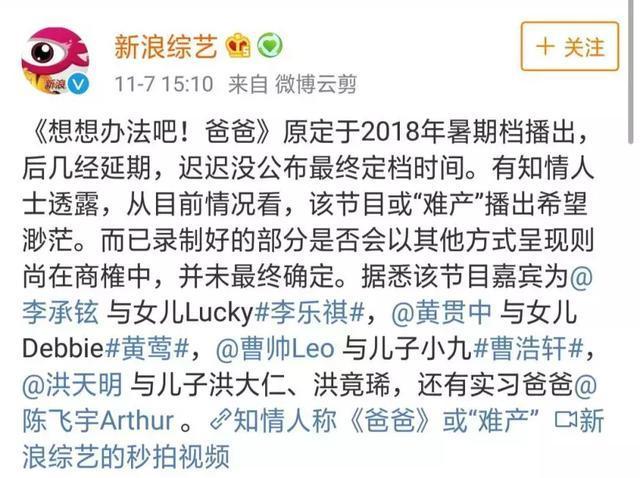 新浪综艺
+ 关注
新浪
11-7 15:10 来自 微博云剪
《想想办法吧！爸爸》原定于2018年暑期档播出，
后几经延期，迟迟没公布最终定档时间。有知情人
士透露，从目前情况看，该节目或“难产”播出希望
渺茫。而已录制好的部分是否会以其他方式呈现则
尚在商榷中，并未最终确定。据悉该节目嘉宾为@
李承铉 与女儿Lucky#李乐祺#，@黄贯中 与女儿
Debbie#黄莺#，@曹帅Leo 与儿子小九#曹浩轩#，
@洪天明 与儿子洪大仁、洪竟琋，还有实习爸爸@
陈飞宇Arthur 。知情人称《爸爸》或“难产” 新
浪综艺的秒拍视频